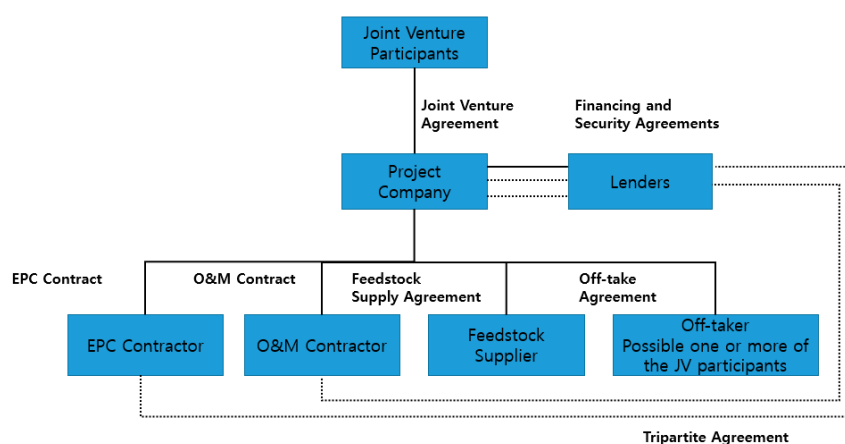 Joint Venture
Participants
Joint Venture
Agreement
Financing and
Security Agreements
Project
Company
Lenders
EPC Contract
O&M Contract
Feedstock
Supply Agreement
Off-take
Agreement
EPC Contractor
O&M Contractor
Feedstock
Supplier
Off-taker
Possible one or more of
the JV participants
Tripartite Agreement